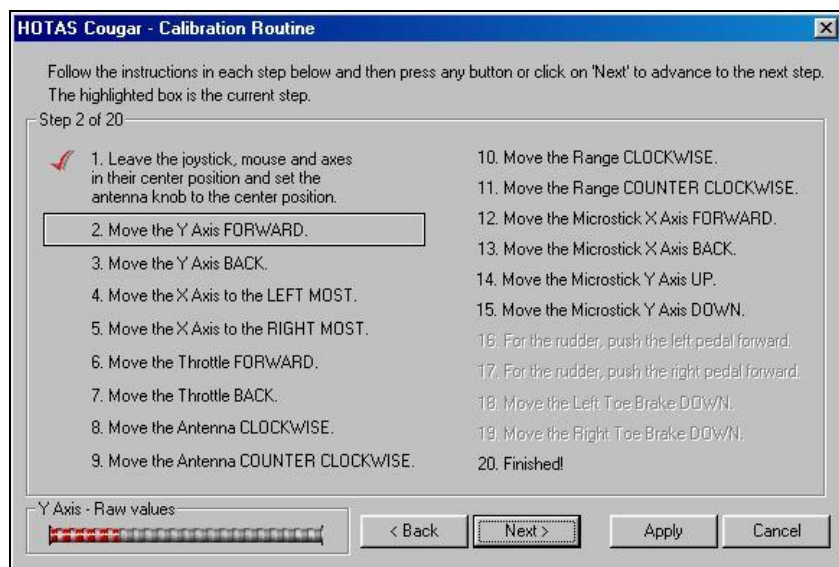 HOTAS Cougar - Calibration Routine
Follow the instructions in each step below and then press any button or click on 'Next' to advance to the next step.
The highlighted box is the current step.
Step 2 of 20
1. Leave the joystick, mouse and axes
in their center position and set the
antenna knob to the center position.
2. Move the Y Axis FORWARD.
3. Move the Y Axis BACK.
4. Move the X Axis to the LEFT MOST.
5. Move the X Axis to the RIGHT MOST.
6. Move the Throttle FORWARD.
7. Move the Throttle BACK.
8. Move the Antenna CLOCKWISE.
9. Move the Antenna COUNTER CLOCKWISE.
10. Move the Range CLOCKWISE.
11. Move the Range COUNTER CLOCKWISE.
12. Move the Microstick X Axis FORWARD.
13. Move the Microstick X Axis BACK.
14. Move the Microstick Y Axis UP.
15. Move the Microstick Y Axis DOWN.
16. For the rudder, push the left pedal forward.
17. For the rudder, push the right pedal forward.
18. Move the Left Toe Brake DOWN.
19. Move the Right Toe Brake DOWN.
20. Finished!
Y Axis - Raw values
< Back
Next >
Apply
Cancel